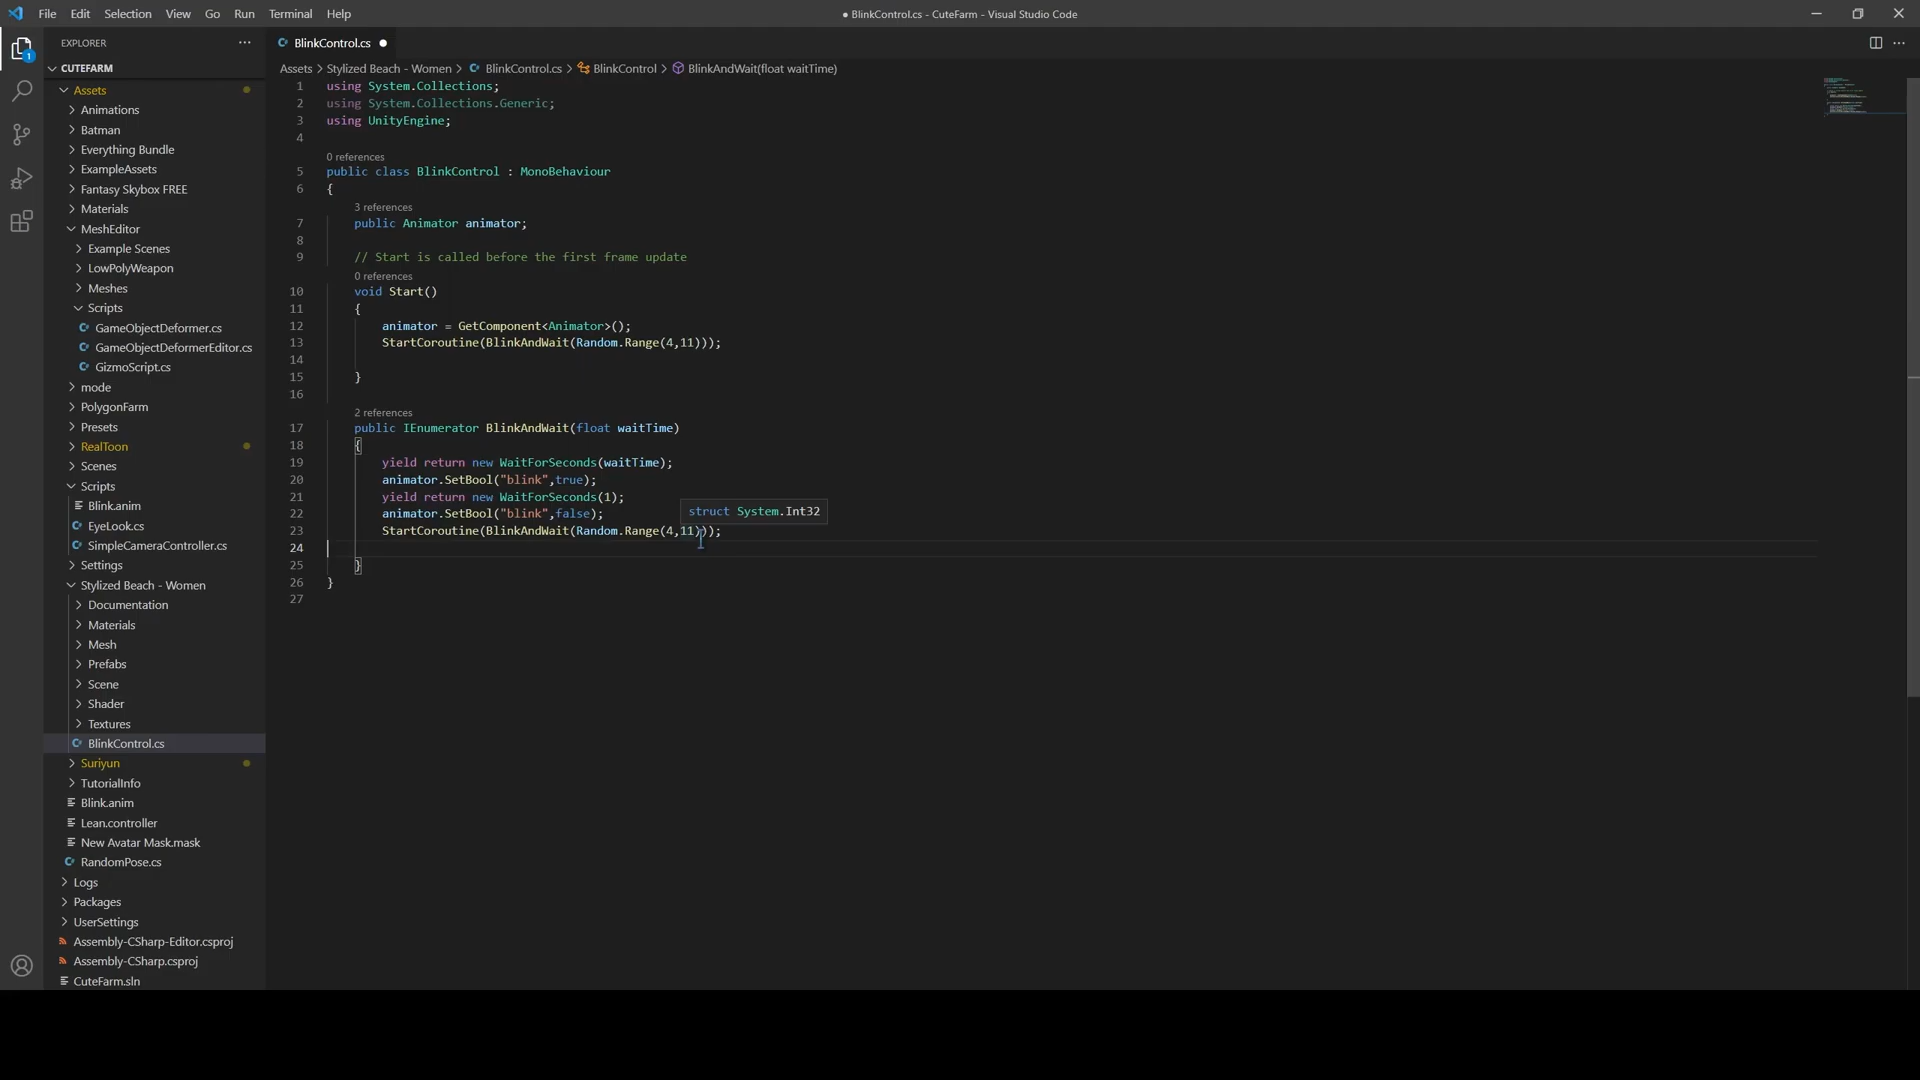 File Edit Selection View Go Run Terminal Help
● BlinkControl.cs - CuteFarm - Visual Studio Code
1
EXPLORER
CUTEFARM
Assets
Animations
Batman
Everything Bundle
ExampleAssets
Fantasy Skybox FREE
Materials
MeshEditor
Example Scenes
LowPolyWeapon
Meshes
Scripts
GameObjectDeformer.cs
GameObjectDeformerEditor.cs
GizmoScript.cs
mode
PolygonFarm
Presets
RealToon
Scenes
Scripts
Blink.anim
EyeLook.cs
SimpleCameraController.cs
Settings
Stylized Beach - Women
Documentation
Materials
Mesh
Prefabs
Scene
Shader
Textures
BlinkControl.cs
Suriyun
TutorialInfo
Blink.anim
Lean.controller
New Avatar Mask.mask
RandomPose.cs
Logs
Packages
UserSettings
Assembly-CSharp-Editor.csproj
Assembly-CSharp.csproj
CuteFarm.sln
BlinkControl.cs ●
Assets > Stylized Beach - Women > BlinkControl.cs > BlinkControl > BlinkAndWait(float waitTime)
1 using System.Collections;
2 using System.Collections.Generic;
3 using UnityEngine;
4
0 references
5 public class BlinkControl : MonoBehaviour
6 {
3 references
7 public Animator animator;
8
9 // Start is called before the first frame update
0 references
10 void Start()
11 {
12 animator = GetComponent<Animator>();
13 StartCoroutine(BlinkAndWait(Random.Range(4,11)));
14
15 }
16
2 references
17 public IEnumerator BlinkAndWait(float waitTime)
18 {
19 yield return new WaitForSeconds(waitTime);
20 animator.SetBool("blink",true);
21 yield return new WaitForSeconds(1);
22 animator.SetBool("blink",false);
struct System.Int32
23 StartCoroutine(BlinkAndWait(Random.Range(4,11)));
24
25 }
26 }
27